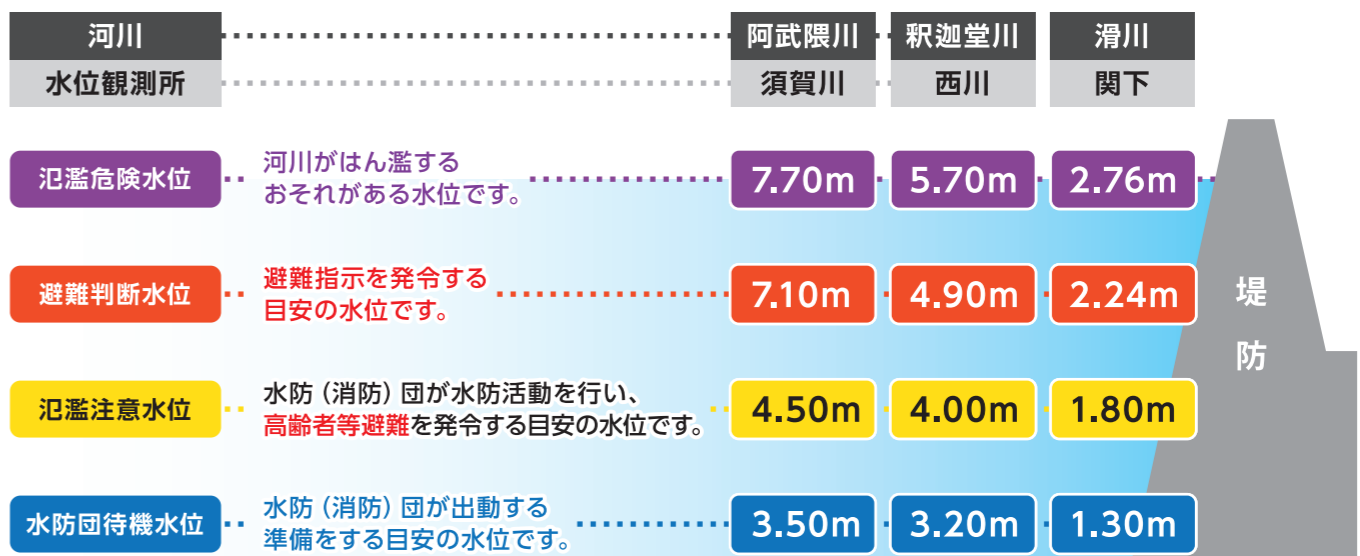 河川 阿武隈川 釈迦堂川 滑川
水位観測所 須賀川 西川 関下
氾濫危険水位 河川がはん濫する
おそれがある水位です。 7.70m 5.70m 2.76m
避難判断水位 避難指示を発令する
目安の水位です。 7.10m 4.90m 2.24m
堤防
氾濫注意水位 水防（消防）団が水防活動を行い、
高齢者等避難を発令する目安の水位です。 4.50m 4.00m 1.80m
水防団待機水位 水防（消防）団が出動する
準備をする目安の水位です。 3.50m 3.20m 1.30m